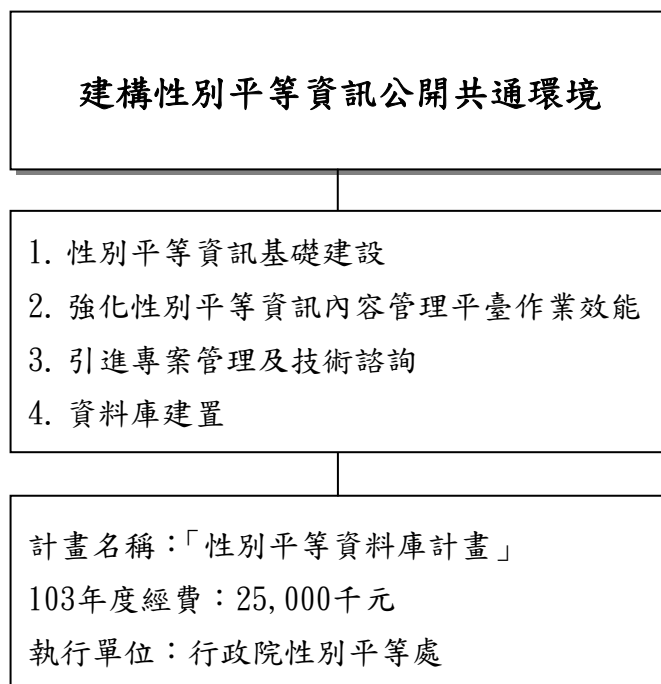 建構性別平等資訊公開共通環境
1. 性別平等資訊基礎建設
2. 強化性別平等資訊內容管理平臺作業效能
3. 引進專案管理及技術諮詢
4. 資料庫建置
計畫名稱：「性別平等資料庫計畫」
103年度經費：25,000千元
執行單位：行政院性別平等處